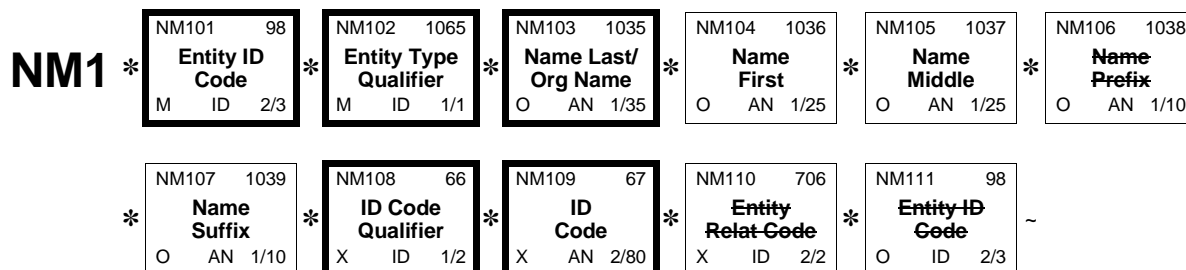 NM101 98 NM102 1065 NM103 1035 NM104 1036 NM105 1037 NM106 1038
NM1 * Entity ID * Entity Type * Name Last/ * Name * Name * Name
Code Qualifier Org Name First Middle Prefix
M ID 2/3 M ID 1/1 O AN 1/35 O AN 1/25 O AN 1/25 O AN 1/10
NM107 1039 NM108 66 NM109 67 NM110 706 NM111 98
* Name * ID Code * ID * Entity * Entity ID ~
Suffix Qualifier Code Relat Code Code
O AN 1/10 X ID 1/2 X AN 2/80 X ID 2/2 O ID 2/3